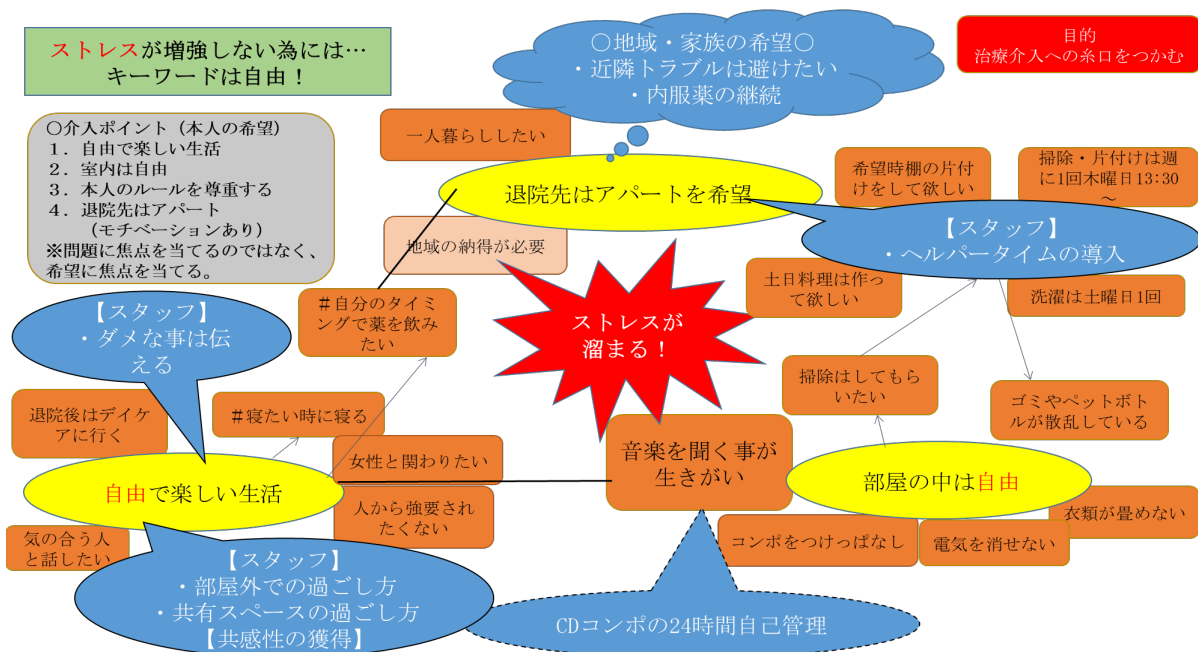 ストレスが増強しない為には…
キーワードは自由！
○地域・家族の希望○
・近隣トラブルは避けたい
・内服薬の継続
目的
治療介入への糸口をつかむ
○介入ポイント（本人の希望）
1．自由で楽しい生活
2．室内は自由
3．本人のルールを尊重する
4．退院先はアパート
（モチベーションあり）
※問題に焦点を当てるのではなく、
希望に焦点を当てる。
一人暮らししたい
退院先はアパートを希望
希望時棚の片付
けをして欲しい
掃除・片付けは週
に1回木曜日13:30
～
地域の納得が必要
【スタッフ】
・ヘルパータイムの導入
土日料理は作っ
て欲しい
洗濯は土曜日1回
＃自分のタイミ
ングで薬を飲み
たい
ストレスが
溜まる！
【スタッフ】
・ダメな事は伝
える
掃除はしてもら
いたい
ゴミやペットボト
ルが散乱している
退院後はデイケ
アに行く
＃寝たい時に寝る
女性と関わりたい
音楽を聞く事が
生きがい
自由で楽しい生活
部屋の中は自由
人から強要され
たくない
衣類が畳めない
気の合う人
と話したい
コンポをつけっぱなし
電気を消せない
【スタッフ】
・部屋外での過ごし方
・共有スペースの過ごし方
【共感性の獲得】
CDコンポの24時間自己管理